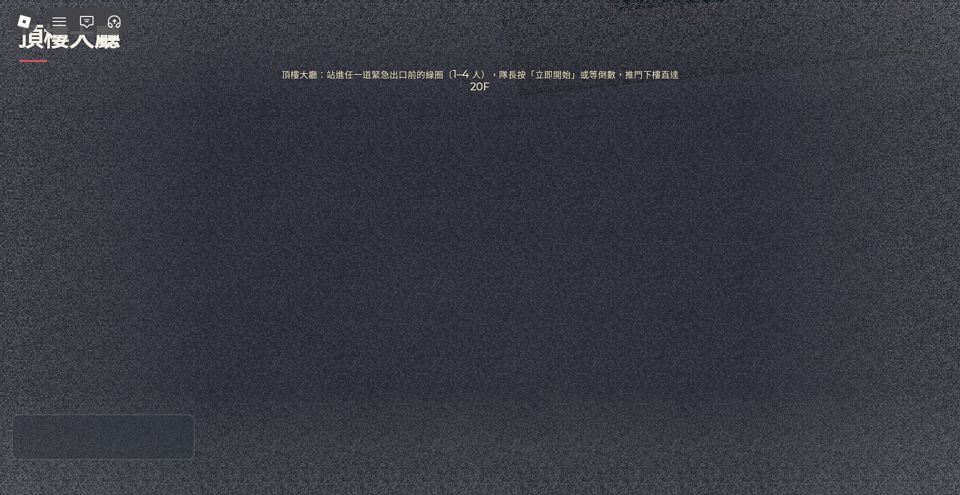 頂樓大廳
頂樓大廳：站進任一道緊急出口前的綠圈（1–4 人），隊長按「立即開始」或等倒數，推門下樓直達
20F